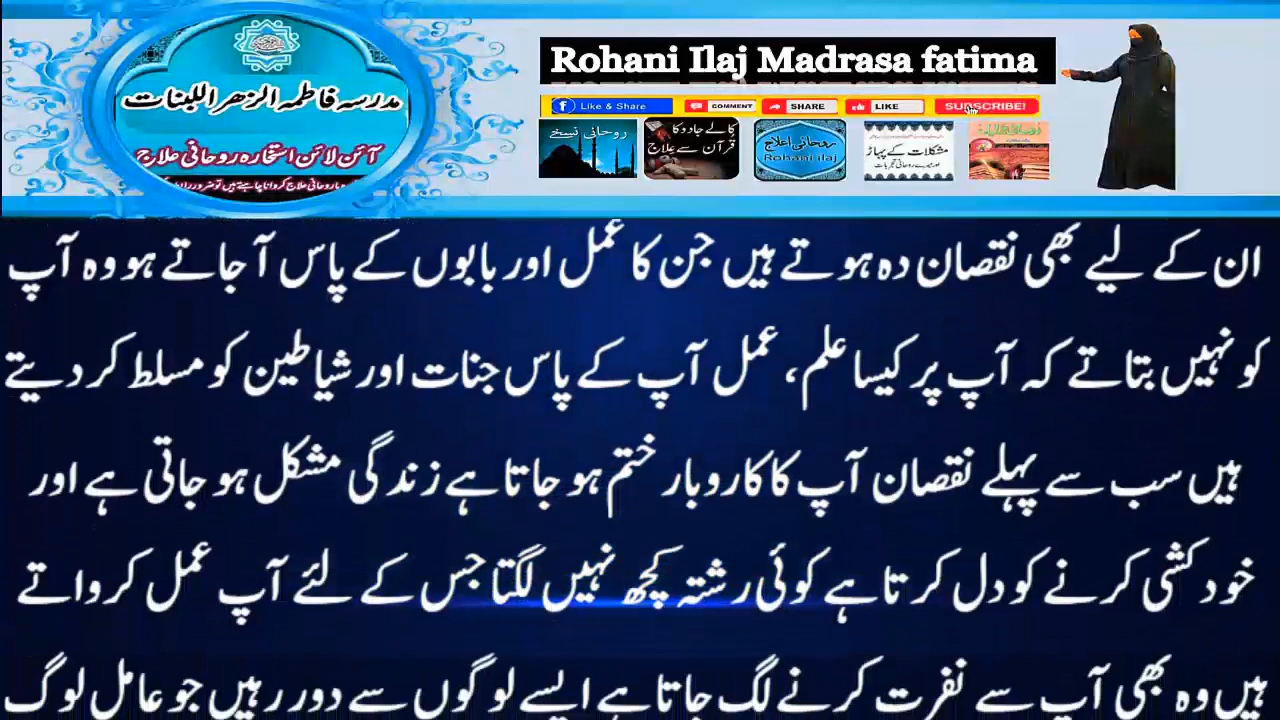 مدرسہ فاطمہ الزھرا للبنات
آئن لائن استخارہ روحانی علاج
Rohani Ilaj Madrasa fatima
Like & Share
COMMENT
SHARE
LIKE
SUBSCRIBE!
روحانی نسخے
کالے جادو کا
قرآن سے علاج
روحانی علاج
Rohani ilaj
مشکلات کے پہاڑ
ان کے لیے بھی نقصان دہ ہوتے ہیں جن کا عمل اور بابوں کے پاس آ جاتے ہو وہ آپ
کو نہیں بتاتے کہ آپ پر کیسا علم، عمل آپ کے پاس جنات اور شیاطین کو مسلط کر دیتے
ہیں سب سے پہلے نقصان آپ کا کاروبار ختم ہو جاتا ہے زندگی مشکل ہو جاتی ہے اور
خودکشی کرنے کو دل کرتا ہے کوئی رشتہ کچھ نہیں لگتا جس کے لئے آپ عمل کرواتے
ہیں وہ بھی آپ سے نفرت کرنے لگ جاتا ہے ایسے لوگوں سے دور رہیں جو عامل لوگ